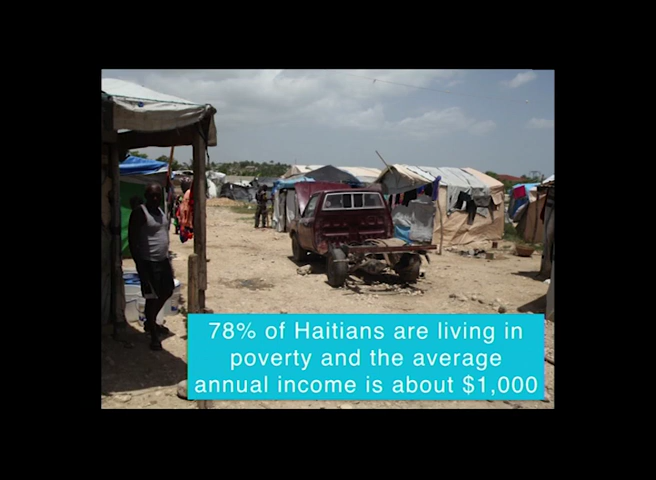 78% of Haitians are living in
poverty and the average
annual income is about $1,000